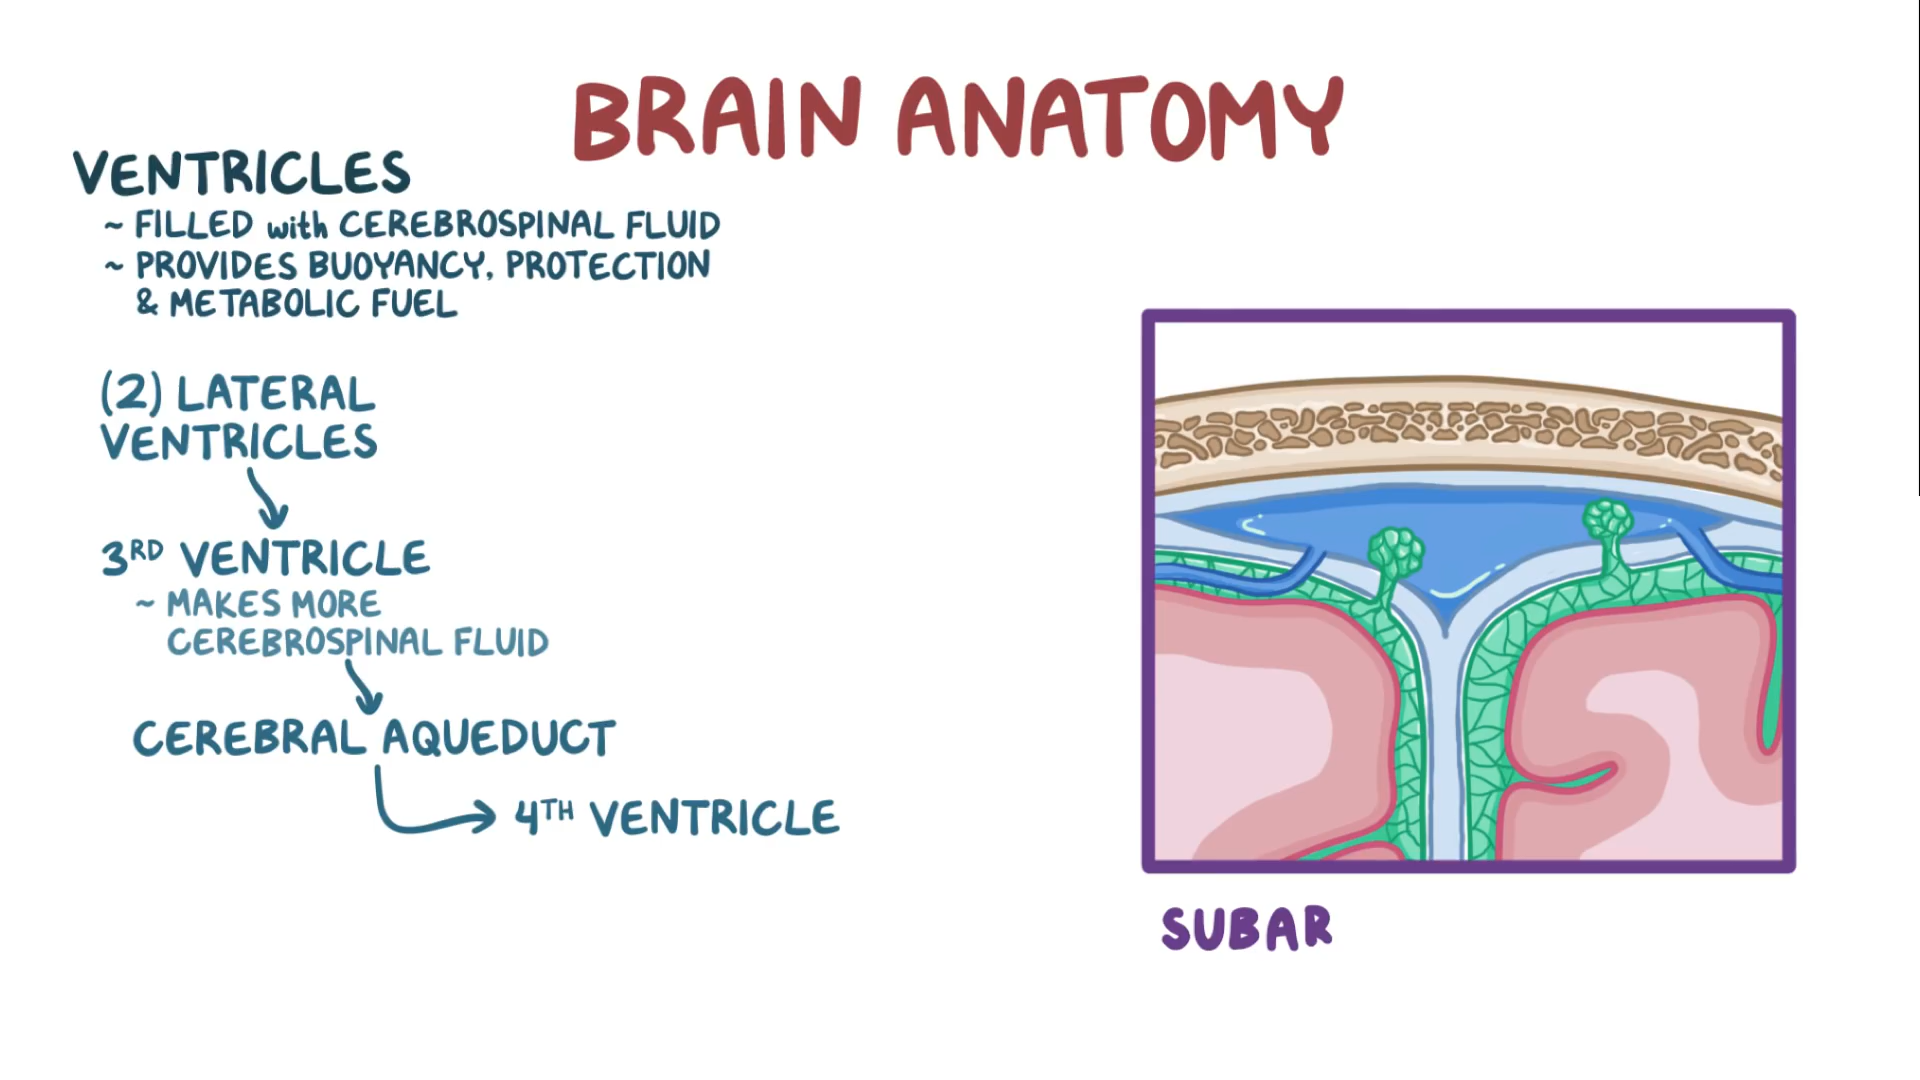 BRAIN ANATOMY
VENTRICLES
~ FILLED with CEREBROSPINAL FLUID
~ PROVIDES BUOYANCY, PROTECTION
& METABOLIC FUEL
(2) LATERAL
VENTRICLES
3RD VENTRICLE
~ MAKES MORE
CEREBROSPINAL FLUID
CEREBRAL AQUEDUCT
4TH VENTRICLE
SUBAR